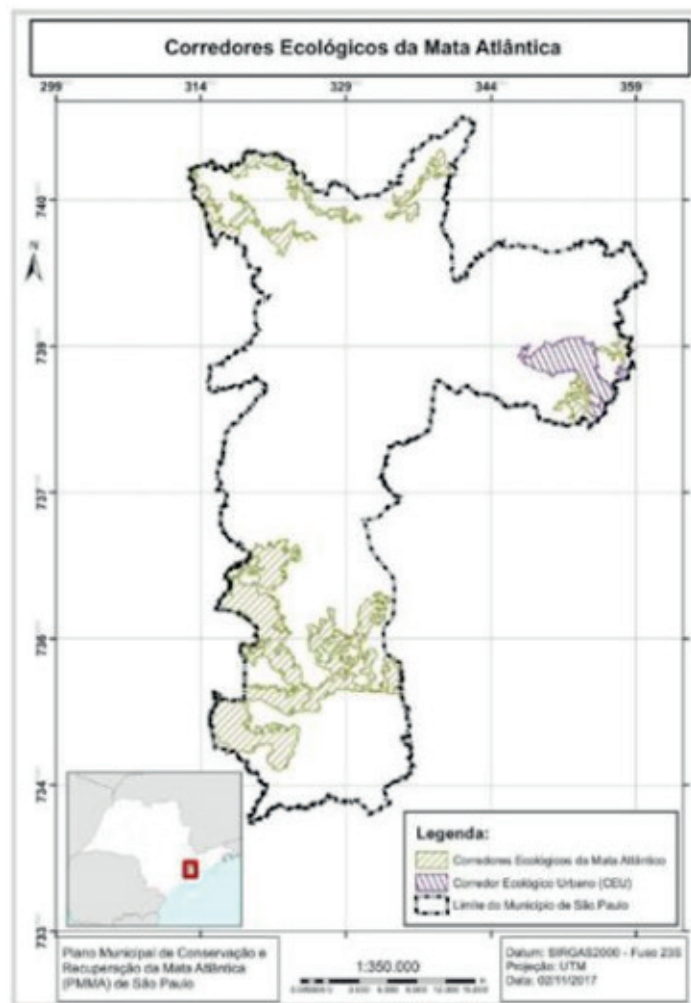 Corredores Ecológicos da Mata Atlântica
299 314 329 344 359
740
739
739
737
736
734
733
Legenda:
Corredores Ecológicos da Mata Atlântico
Corredor Ecológico Urbano (CEU)
Limite do Município de São Paulo
Plano Municipal de Conservação e
Recuperação da Mata Atlântica
(PMMA) de São Paulo
1:350.000
Datum: SIRGAS2000 - Fuso 23S
Projeção: UTM
Data: 02/11/2017